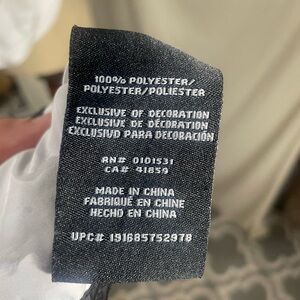 100% POLYESTER/
POLYESTER/POLIESTER
EXCLUSIVE OF DECORATION
EXCLUSIVE DE DÉCORATION
EXCLUSIVO PARA DECORACIÓN
RN# 0101531
CA# 41859
MADE IN CHINA
FABRIQUÉ EN CHINE
HECHO EN CHINA
UPC# 191685752978